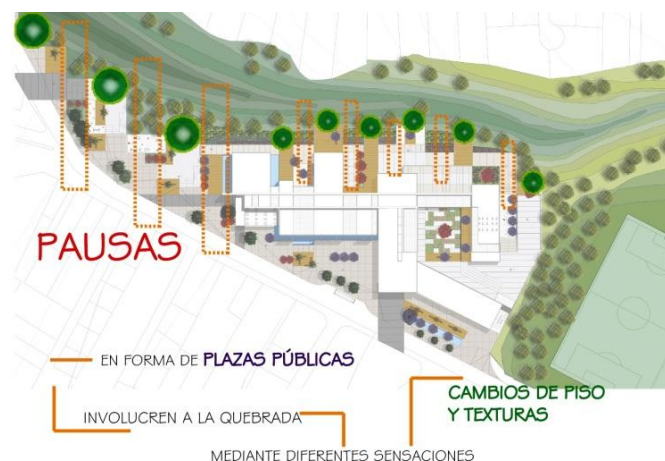 PAUSAS
EN FORMA DE PLAZAS PÚBLICAS
INVOLUCREN A LA QUEBRADA
MEDIANTE DIFERENTES SENSACIONES
CAMBIOS DE PISO
Y TEXTURAS